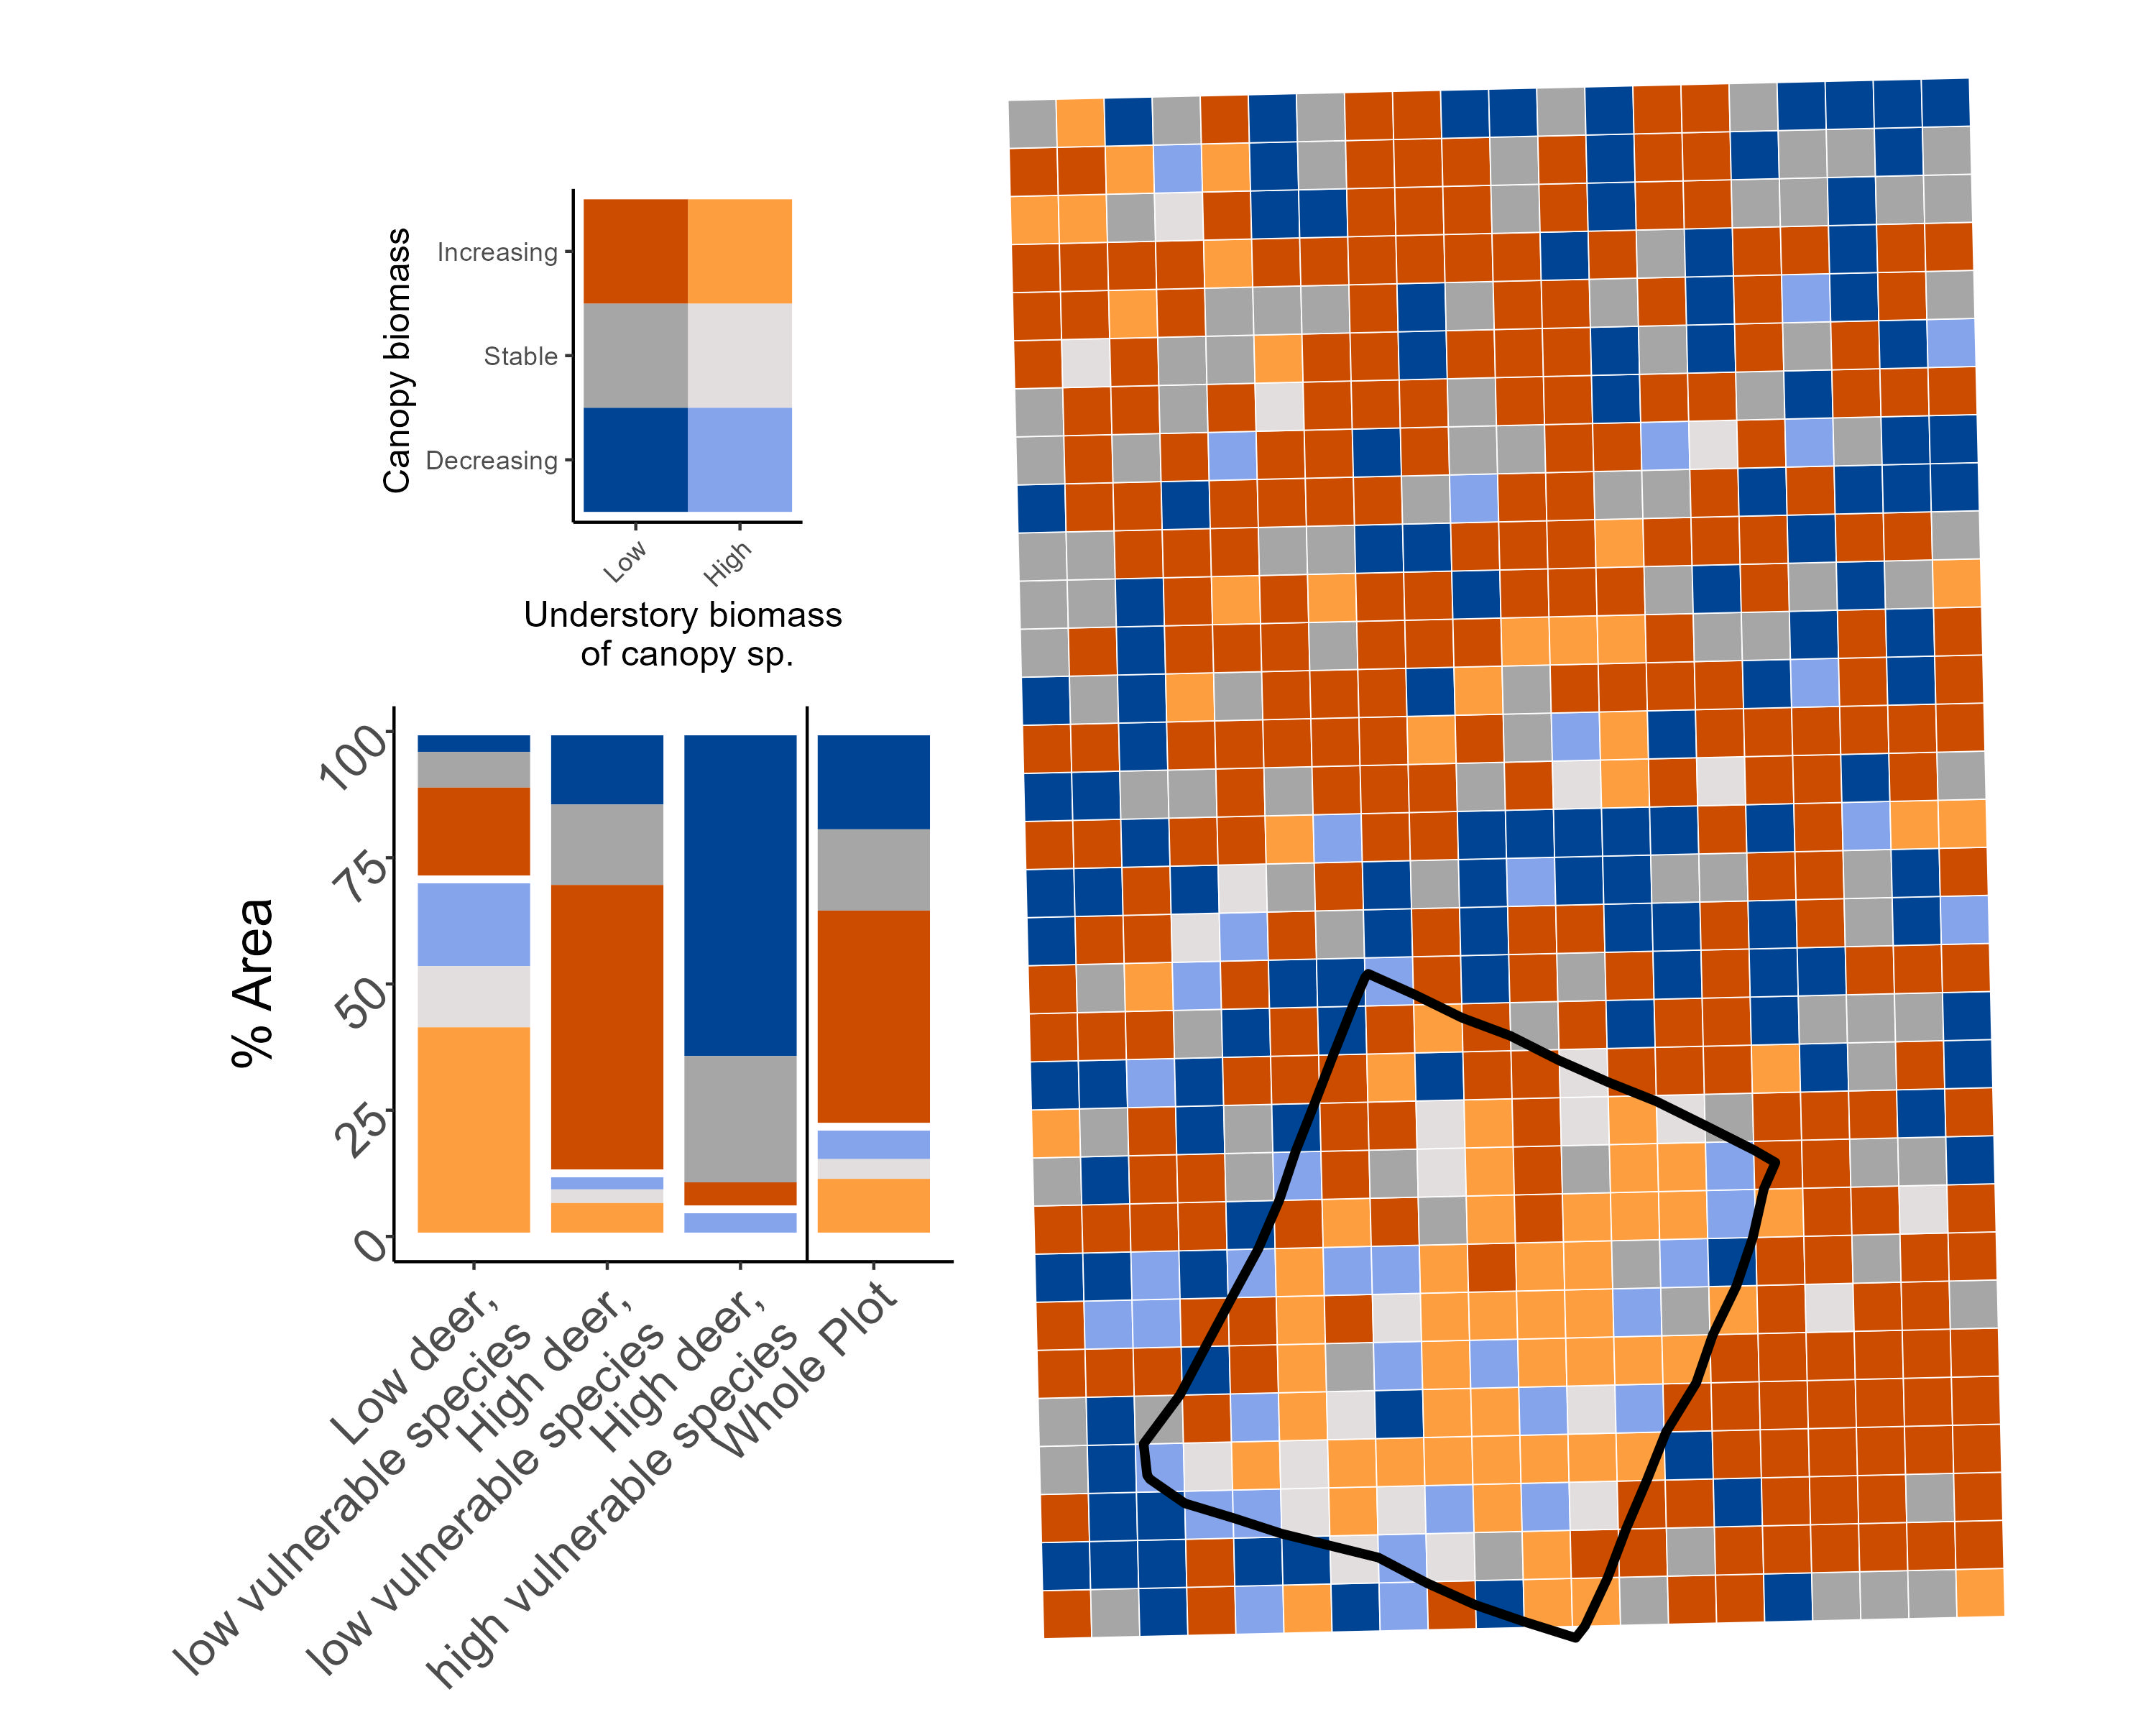 Canopy biomass
Increasing
Stable
Decreasing
Low
High
Understory biomass
of canopy sp.
% Area
100
75
50
25
0
Low deer,
low vulnerable species
High deer,
low vulnerable species
High deer,
high vulnerable species
Whole Plot